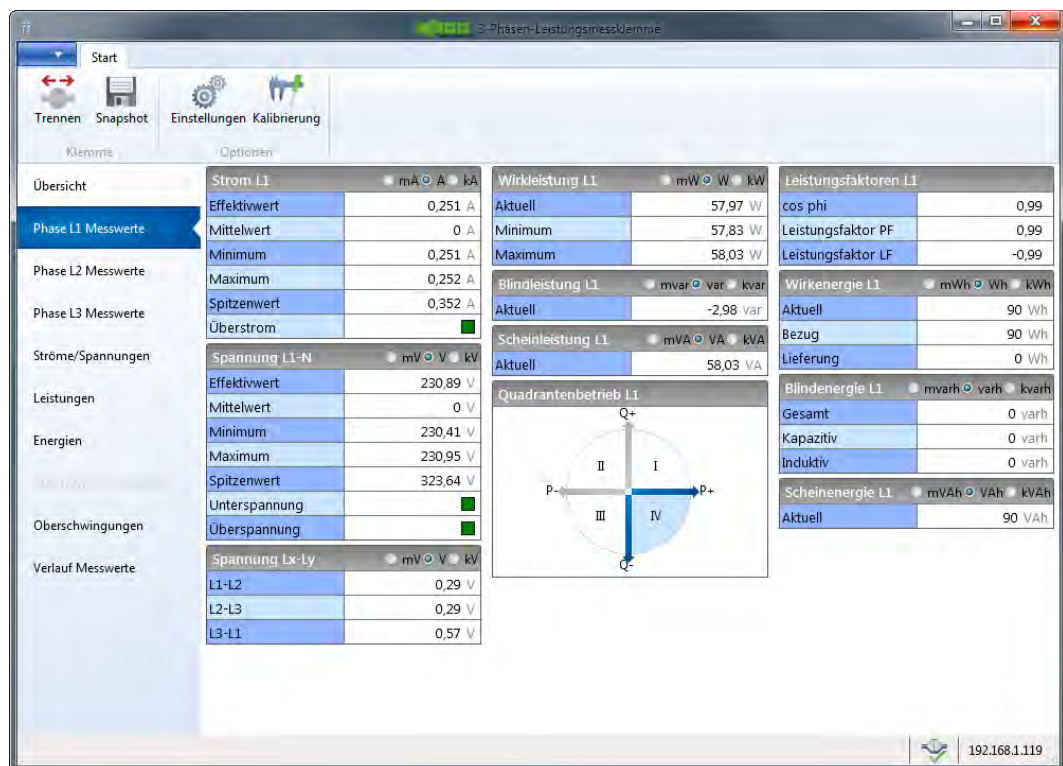 3-Phasen-Leistungsmessklemme
Start
Trennen Snapshot Einstellungen Kalibrierung
Klemme Optionen
Übersicht
Phase L1 Messwerte
Phase L2 Messwerte
Phase L3 Messwerte
Ströme/Spannungen
Leistungen
Energien
Oberschwingungen
Verlauf Messwerte
Strom L1 mA A kA
Effektivwert 0,251 A
Mittelwert 0 A
Minimum 0,251 A
Maximum 0,252 A
Spitzenwert 0,352 A
Überstrom
Spannung L1-N mV V kV
Effektivwert 230,89 V
Mittelwert 0 V
Minimum 230,41 V
Maximum 230,95 V
Spitzenwert 323,64 V
Unterspannung
Überspannung
Spannung Lx-Ly mV V kV
L1-L2 0,29 V
L2-L3 0,29 V
L3-L1 0,57 V
Wirkleistung L1 mW W kW
Aktuell 57,97 W
Minimum 57,83 W
Maximum 58,03 W
Blindleistung L1 mvar var kvar
Aktuell -2,98 var
Scheinleistung L1 mVA VA kVA
Aktuell 58,03 VA
Quadrantenbetrieb L1
Q+
II I
P- P+
III IV
Q-
Leistungsfaktoren L1
cos phi 0,99
Leistungsfaktor PF 0,99
Leistungsfaktor LF -0,99
Wirkenergie L1 mWh Wh kWh
Aktuell 90 Wh
Bezug 90 Wh
Lieferung 0 Wh
Blindenergie L1 mvarh varh kvarh
Gesamt 0 varh
Kapazitiv 0 varh
Induktiv 0 varh
Scheinenergie L1 mVAh VAh kVAh
Aktuell 90 VAh
192.168.1.119